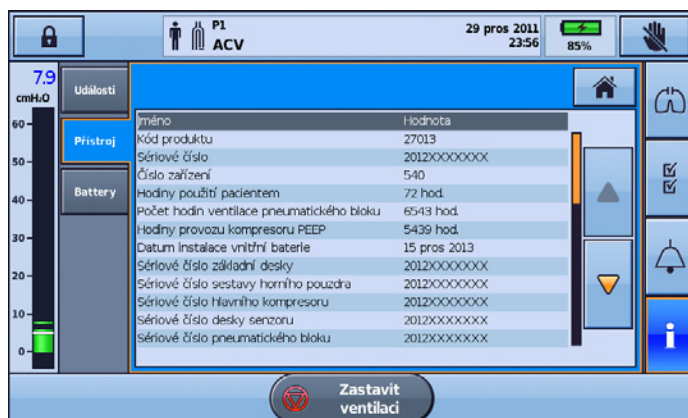 P1
ACV
29 pros 2011
23:56
85%
7.9
cmH₂O
60
50
40
30
20
10
0
Události
Přístroj
Battery
Jméno Hodnota
Kód produktu 27013
Sériové číslo 2012XXXXXXX
Číslo zařízení 540
Hodiny použití pacientem 72 hod.
Počet hodin ventilace pneumatického bloku 6543 hod.
Hodiny provozu kompresoru PEEP 5439 hod.
Datum instalace vnitřní baterie 15 pros 2013
Sériové číslo základní desky 2012XXXXXXX
Sériové číslo sestavy horního pouzdra 2012XXXXXXX
Sériové číslo hlavního kompresoru 2012XXXXXXX
Sériové číslo desky senzoru 2012XXXXXXX
Sériové číslo pneumatického bloku 2012XXXXXXX
i
Zastavit
ventilaci